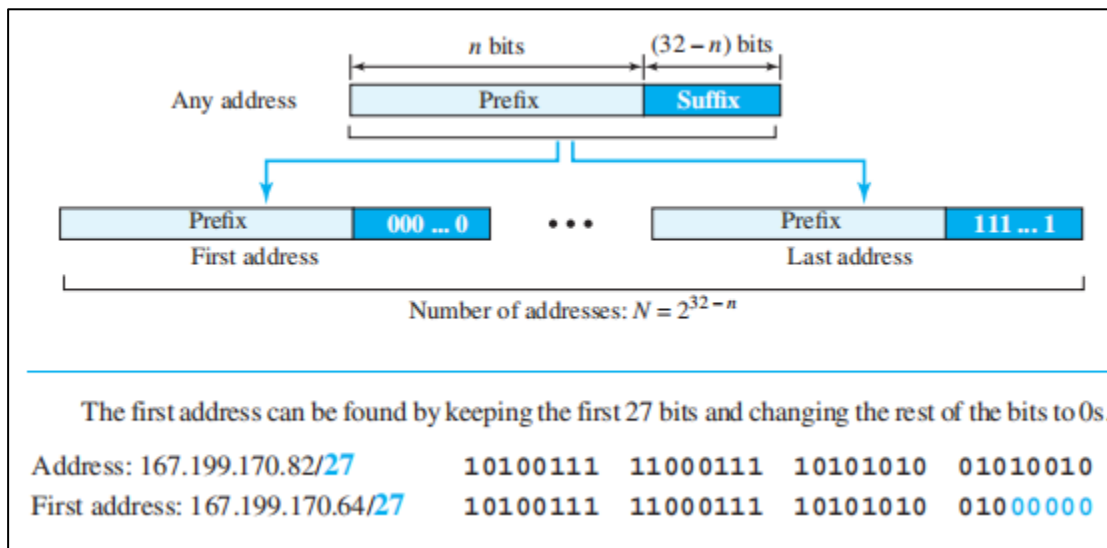 n bits (32 – n) bits
Any address Prefix Suffix
Prefix 000 ... 0 ••• Prefix 111 ... 1
First address Last address
Number of addresses: N = 2^{32 – n}
The first address can be found by keeping the first 27 bits and changing the rest of the bits to 0s.
Address: 167.199.170.82/27 10100111 11000111 10101010 01010010
First address: 167.199.170.64/27 10100111 11000111 10101010 01000000